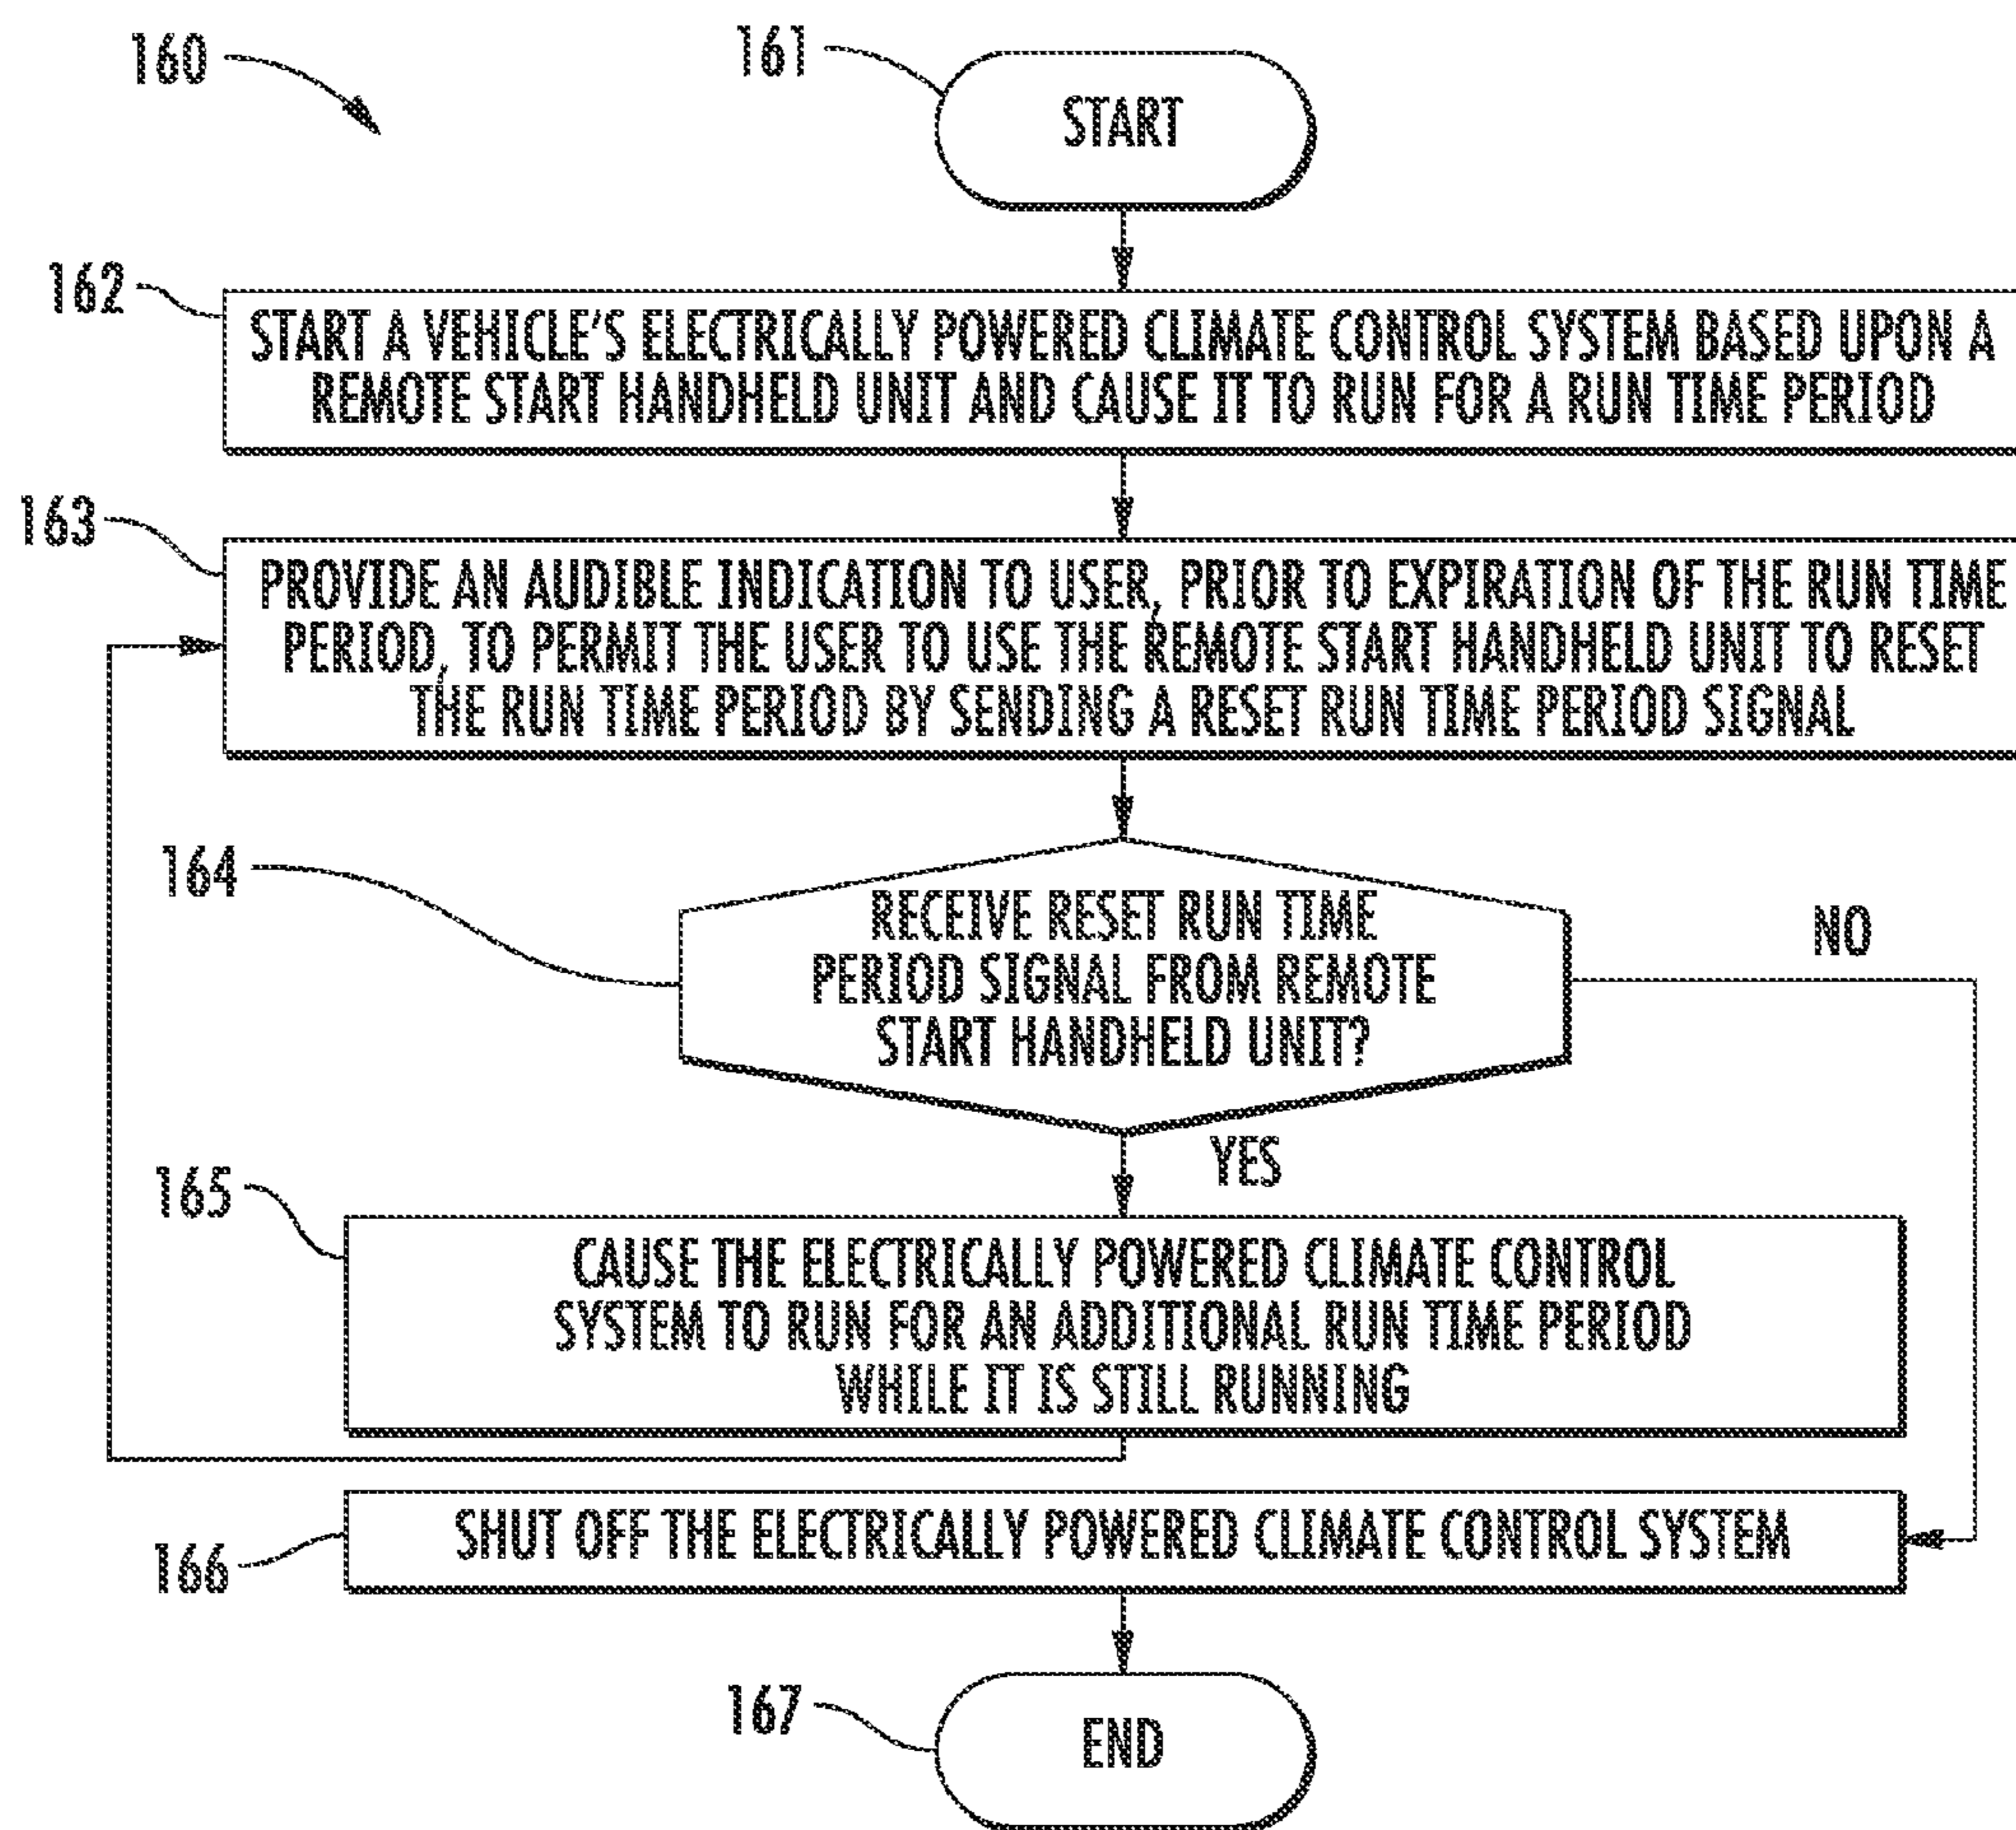 160
161
START
162
START A VEHICLE'S ELECTRICALLY POWERED CLIMATE CONTROL SYSTEM BASED UPON A
REMOTE START HANDHELD UNIT AND CAUSE IT TO RUN FOR A RUN TIME PERIOD
163
PROVIDE AN AUDIBLE INDICATION TO USER, PRIOR TO EXPIRATION OF THE RUN TIME
PERIOD, TO PERMIT THE USER TO USE THE REMOTE START HANDHELD UNIT TO RESET
THE RUN TIME PERIOD BY SENDING A RESET RUN TIME PERIOD SIGNAL
164
RECEIVE RESET RUN TIME
PERIOD SIGNAL FROM REMOTE
START HANDHELD UNIT?
NO
YES
165
CAUSE THE ELECTRICALLY POWERED CLIMATE CONTROL
SYSTEM TO RUN FOR AN ADDITIONAL RUN TIME PERIOD
WHILE IT IS STILL RUNNING
166
SHUT OFF THE ELECTRICALLY POWERED CLIMATE CONTROL SYSTEM
167
END